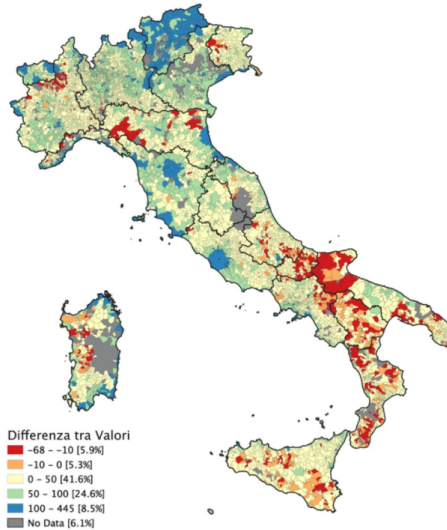 Differenza tra Valori
-68 - -10 [5.9%]
-10 - 0 [5.3%]
0 - 50 [41.6%]
50 - 100 [24.6%]
100 - 445 [8.5%]
No Data [6.1%]